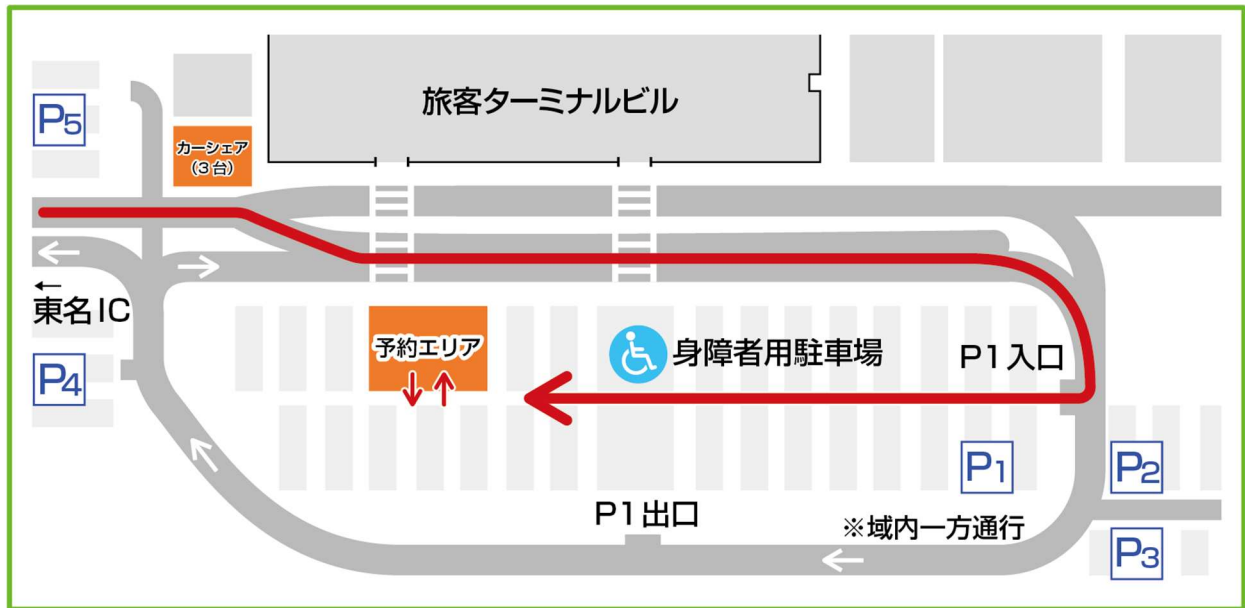 旅客ターミナルビル
P5
カーシェア
(3台)
←
東名IC
予約エリア
身障者用駐車場
P1入口
P4
P1
P2
P1出口
※域内一方通行
P3